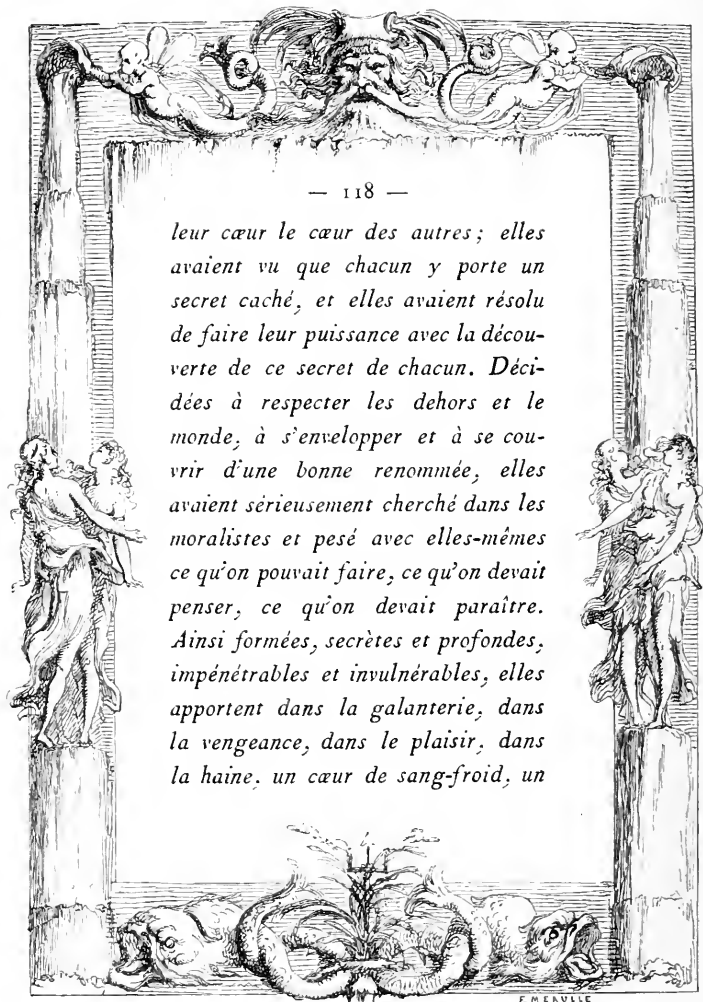 — 118 —
leur cœur le cœur des autres; elles
avaient vu que chacun y porte un
secret caché, et elles avaient résolu
de faire leur puissance avec la décou-
verte de ce secret de chacun. Déci-
dées à respecter les dehors et le
monde, à s'envelopper et à se cou-
vrir d'une bonne renommée, elles
avaient sérieusement cherché dans les
moralistes et pesé avec elles-mêmes
ce qu'on pouvait faire, ce qu'on devait
penser, ce qu'on devait paraître.
Ainsi formées, secrètes et profondes,
impénétrables et invulnérables, elles
apportent dans la galanterie, dans
la vengeance, dans le plaisir, dans
la haine, un cœur de sang-froid, un
F. MEAULLE